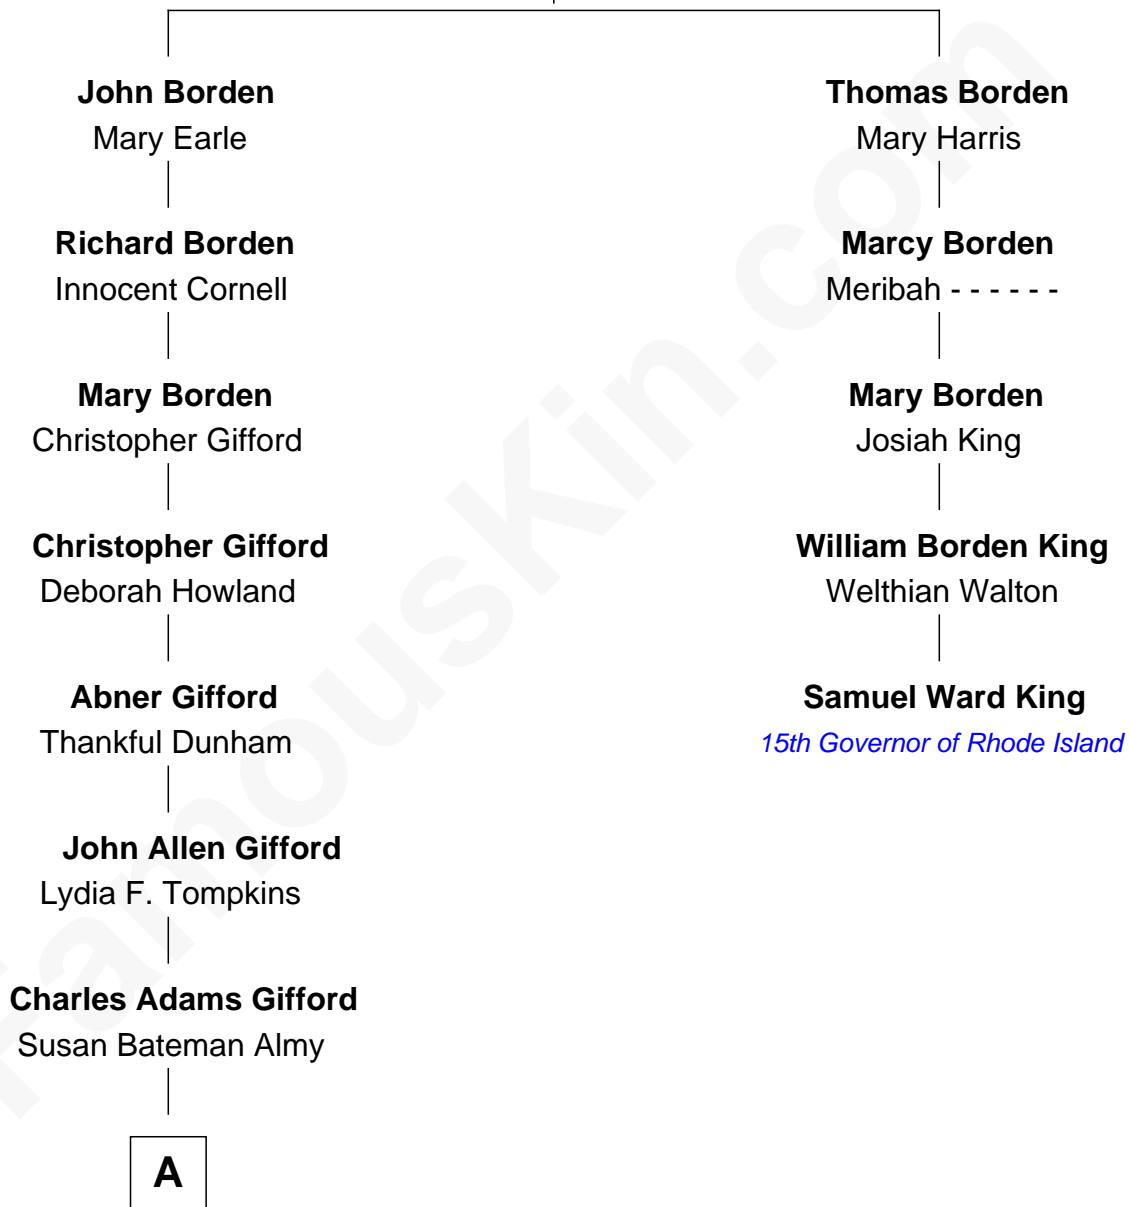 John Borden
Mary Earle
Richard Borden
Innocent Cornell
Mary Borden
Christopher Gifford
Christopher Gifford
Deborah Howland
Abner Gifford
Thankful Dunham
John Allen Gifford
Lydia F. Tompkins
Charles Adams Gifford
Susan Bateman Almy
A
Thomas Borden
Mary Harris
Marcy Borden
Meribah - - - - - -
Mary Borden
Josiah King
William Borden King
Welthian Walton
Samuel Ward King
15th Governor of Rhode Island
FamousKin.com